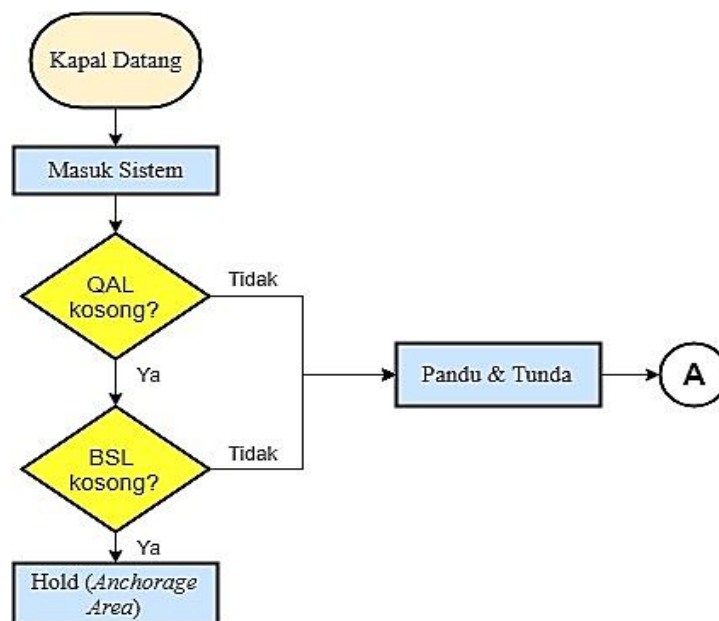 Kapal Datang
Masuk Sistem
QAL
kosong?
Tidak
Ya
Pandu & Tunda
A
BSL
kosong?
Tidak
Ya
Hold (Anchorage
Area)